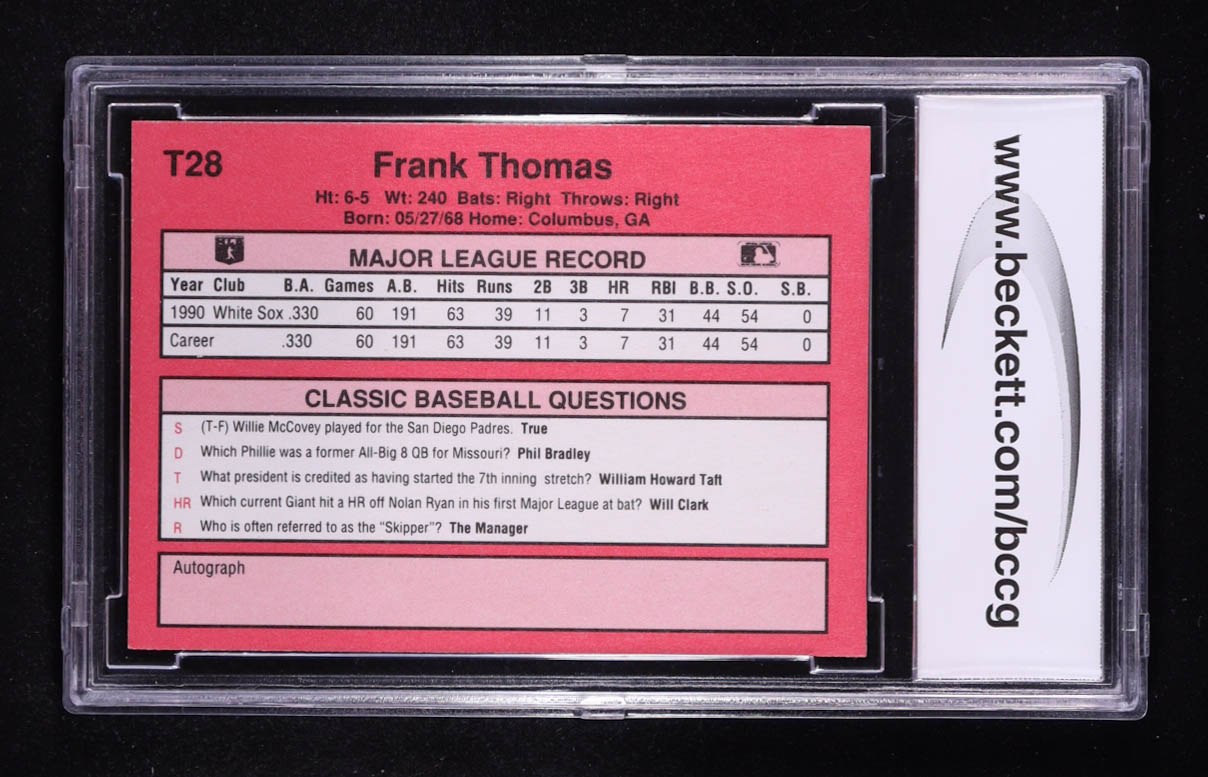 T28
Frank Thomas
Ht: 6-5 Wt: 240 Bats: Right Throws: Right
Born: 05/27/68 Home: Columbus, GA
MAJOR LEAGUE RECORD
Year Club B.A. Games A.B. Hits Runs 2B 3B HR RBI B.B. S.O. S.B.
1990 White Sox .330 60 191 63 39 11 3 7 31 44 54 0
Career .330 60 191 63 39 11 3 7 31 44 54 0
CLASSIC BASEBALL QUESTIONS
S (T-F) Willie McCovey played for the San Diego Padres. True
D Which Phillie was a former All-Big 8 QB for Missouri? Phil Bradley
T What president is credited as having started the 7th inning stretch? William Howard Taft
HR Which current Giant hit a HR off Nolan Ryan in his first Major League at bat? Will Clark
R Who is often referred to as the "Skipper"? The Manager
Autograph
www.beckett.com/bccg